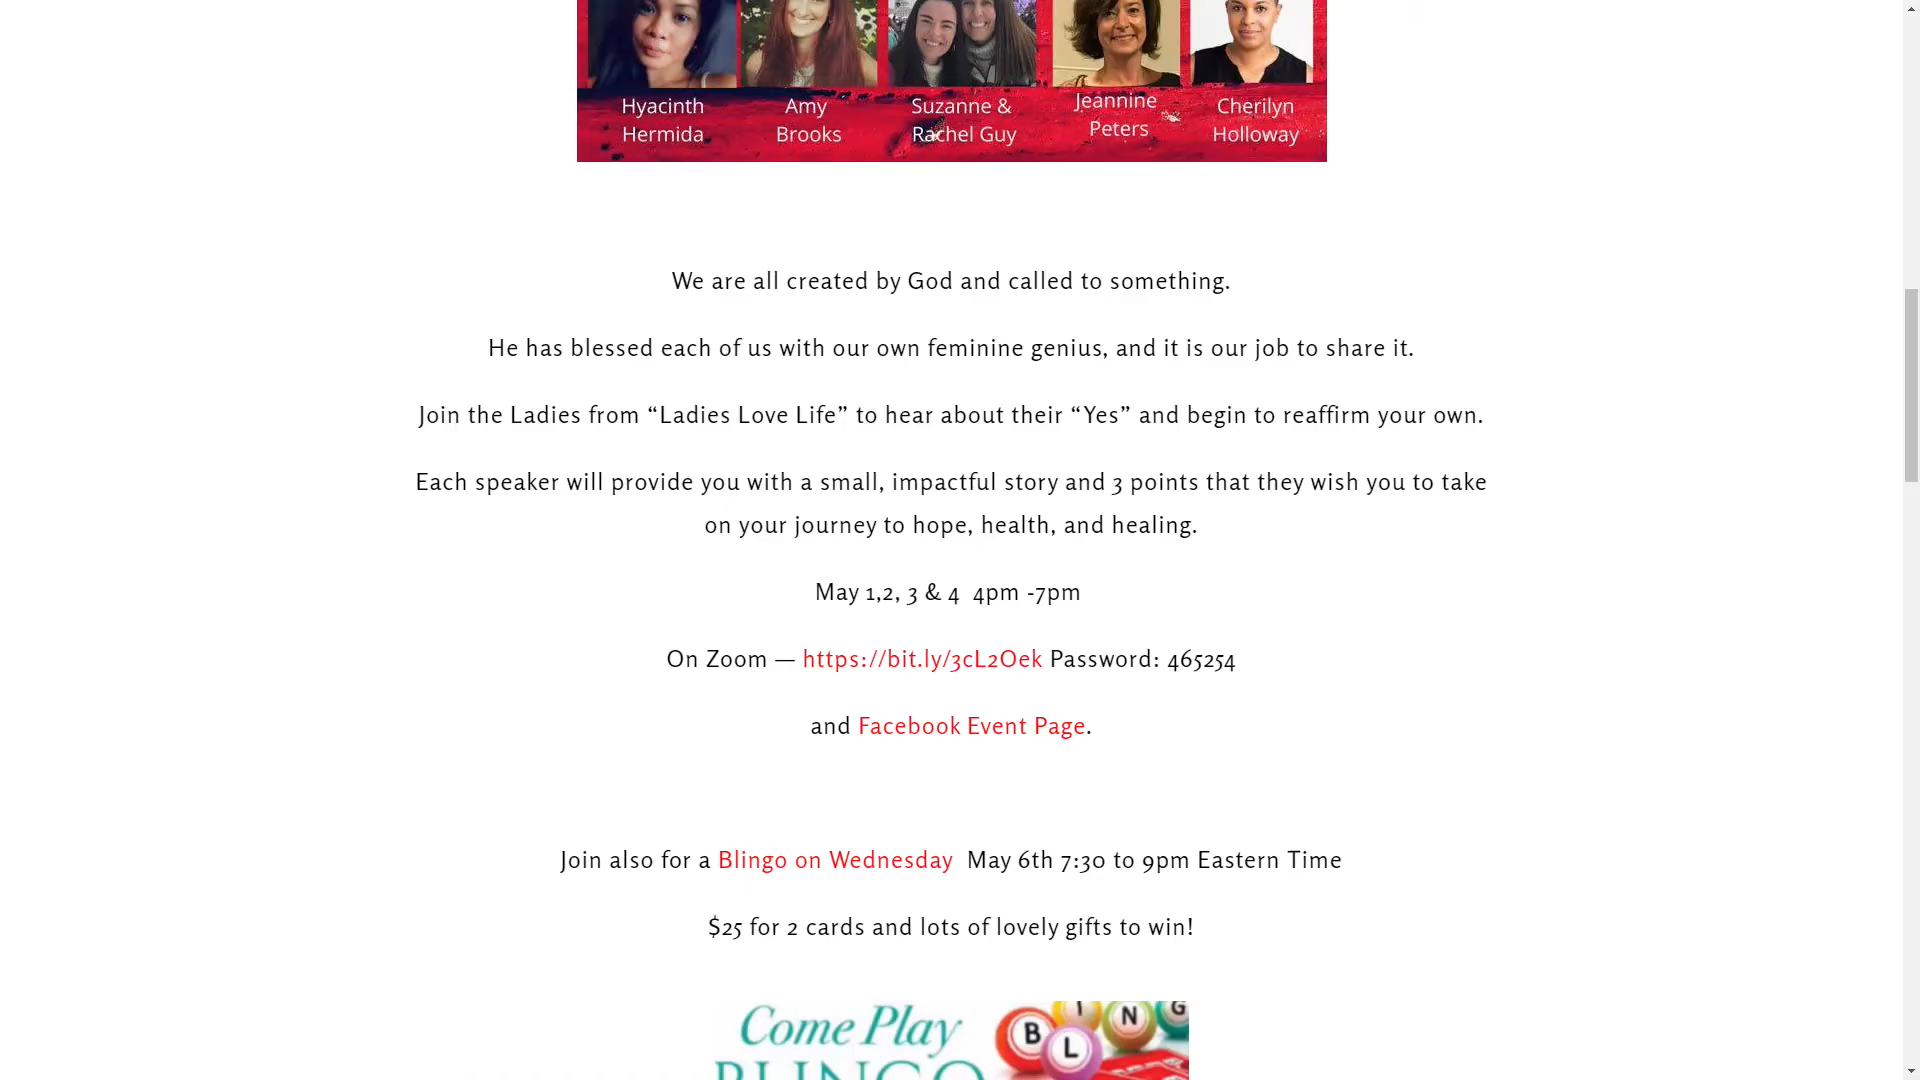 Hyacinth Hermida
Amy Brooks
Suzanne & Rachel Guy
Jeannine Peters
Cherilyn Holloway
We are all created by God and called to something.
He has blessed each of us with our own feminine genius, and it is our job to share it.
Join the Ladies from “Ladies Love Life” to hear about their “Yes” and begin to reaffirm your own.
Each speaker will provide you with a small, impactful story and 3 points that they wish you to take
on your journey to hope, health, and healing.
May 1,2, 3 & 4  4pm -7pm
On Zoom — https://bit.ly/3cL2Oek Password: 465254
and Facebook Event Page.
Join also for a Blingo on Wednesday  May 6th 7:30 to 9pm Eastern Time
$25 for 2 cards and lots of lovely gifts to win!
Come Play
BLINGO
B L I N G